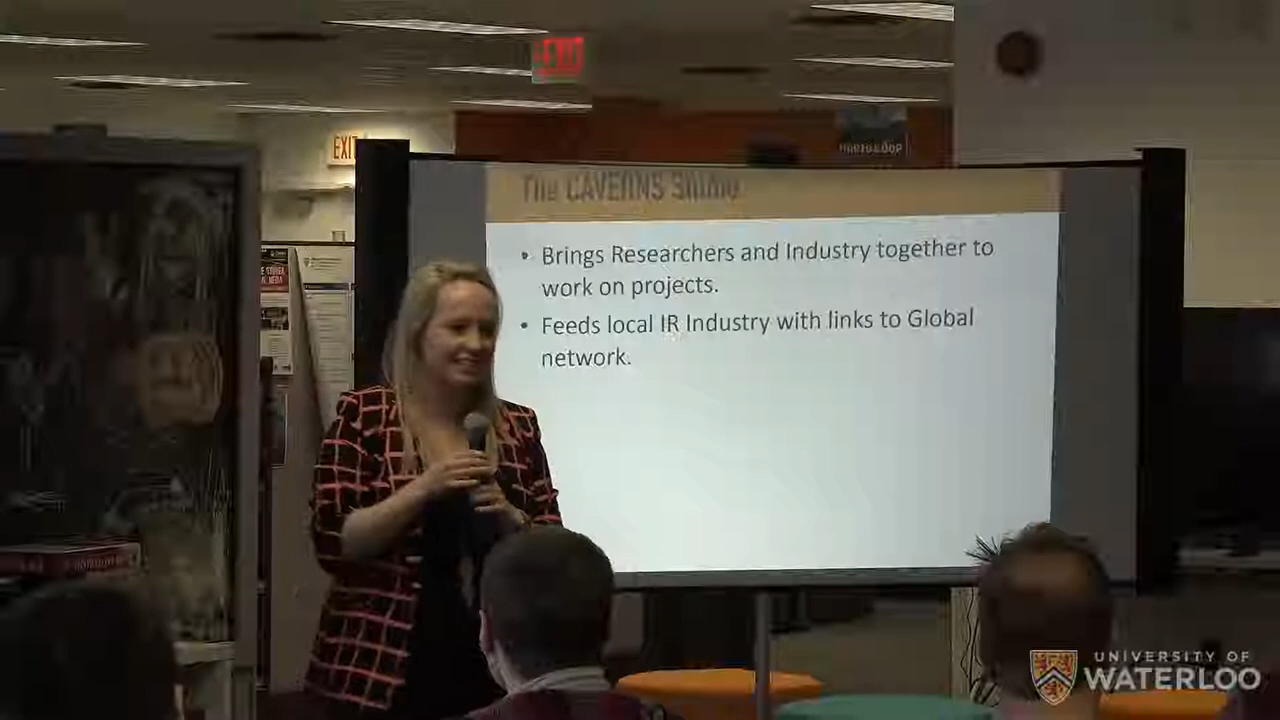 EXIT
EXIT
The CAVERNS Studio
• Brings Researchers and Industry together to
work on projects.
• Feeds local IR Industry with links to Global
network.
UNIVERSITY OF
WATERLOO